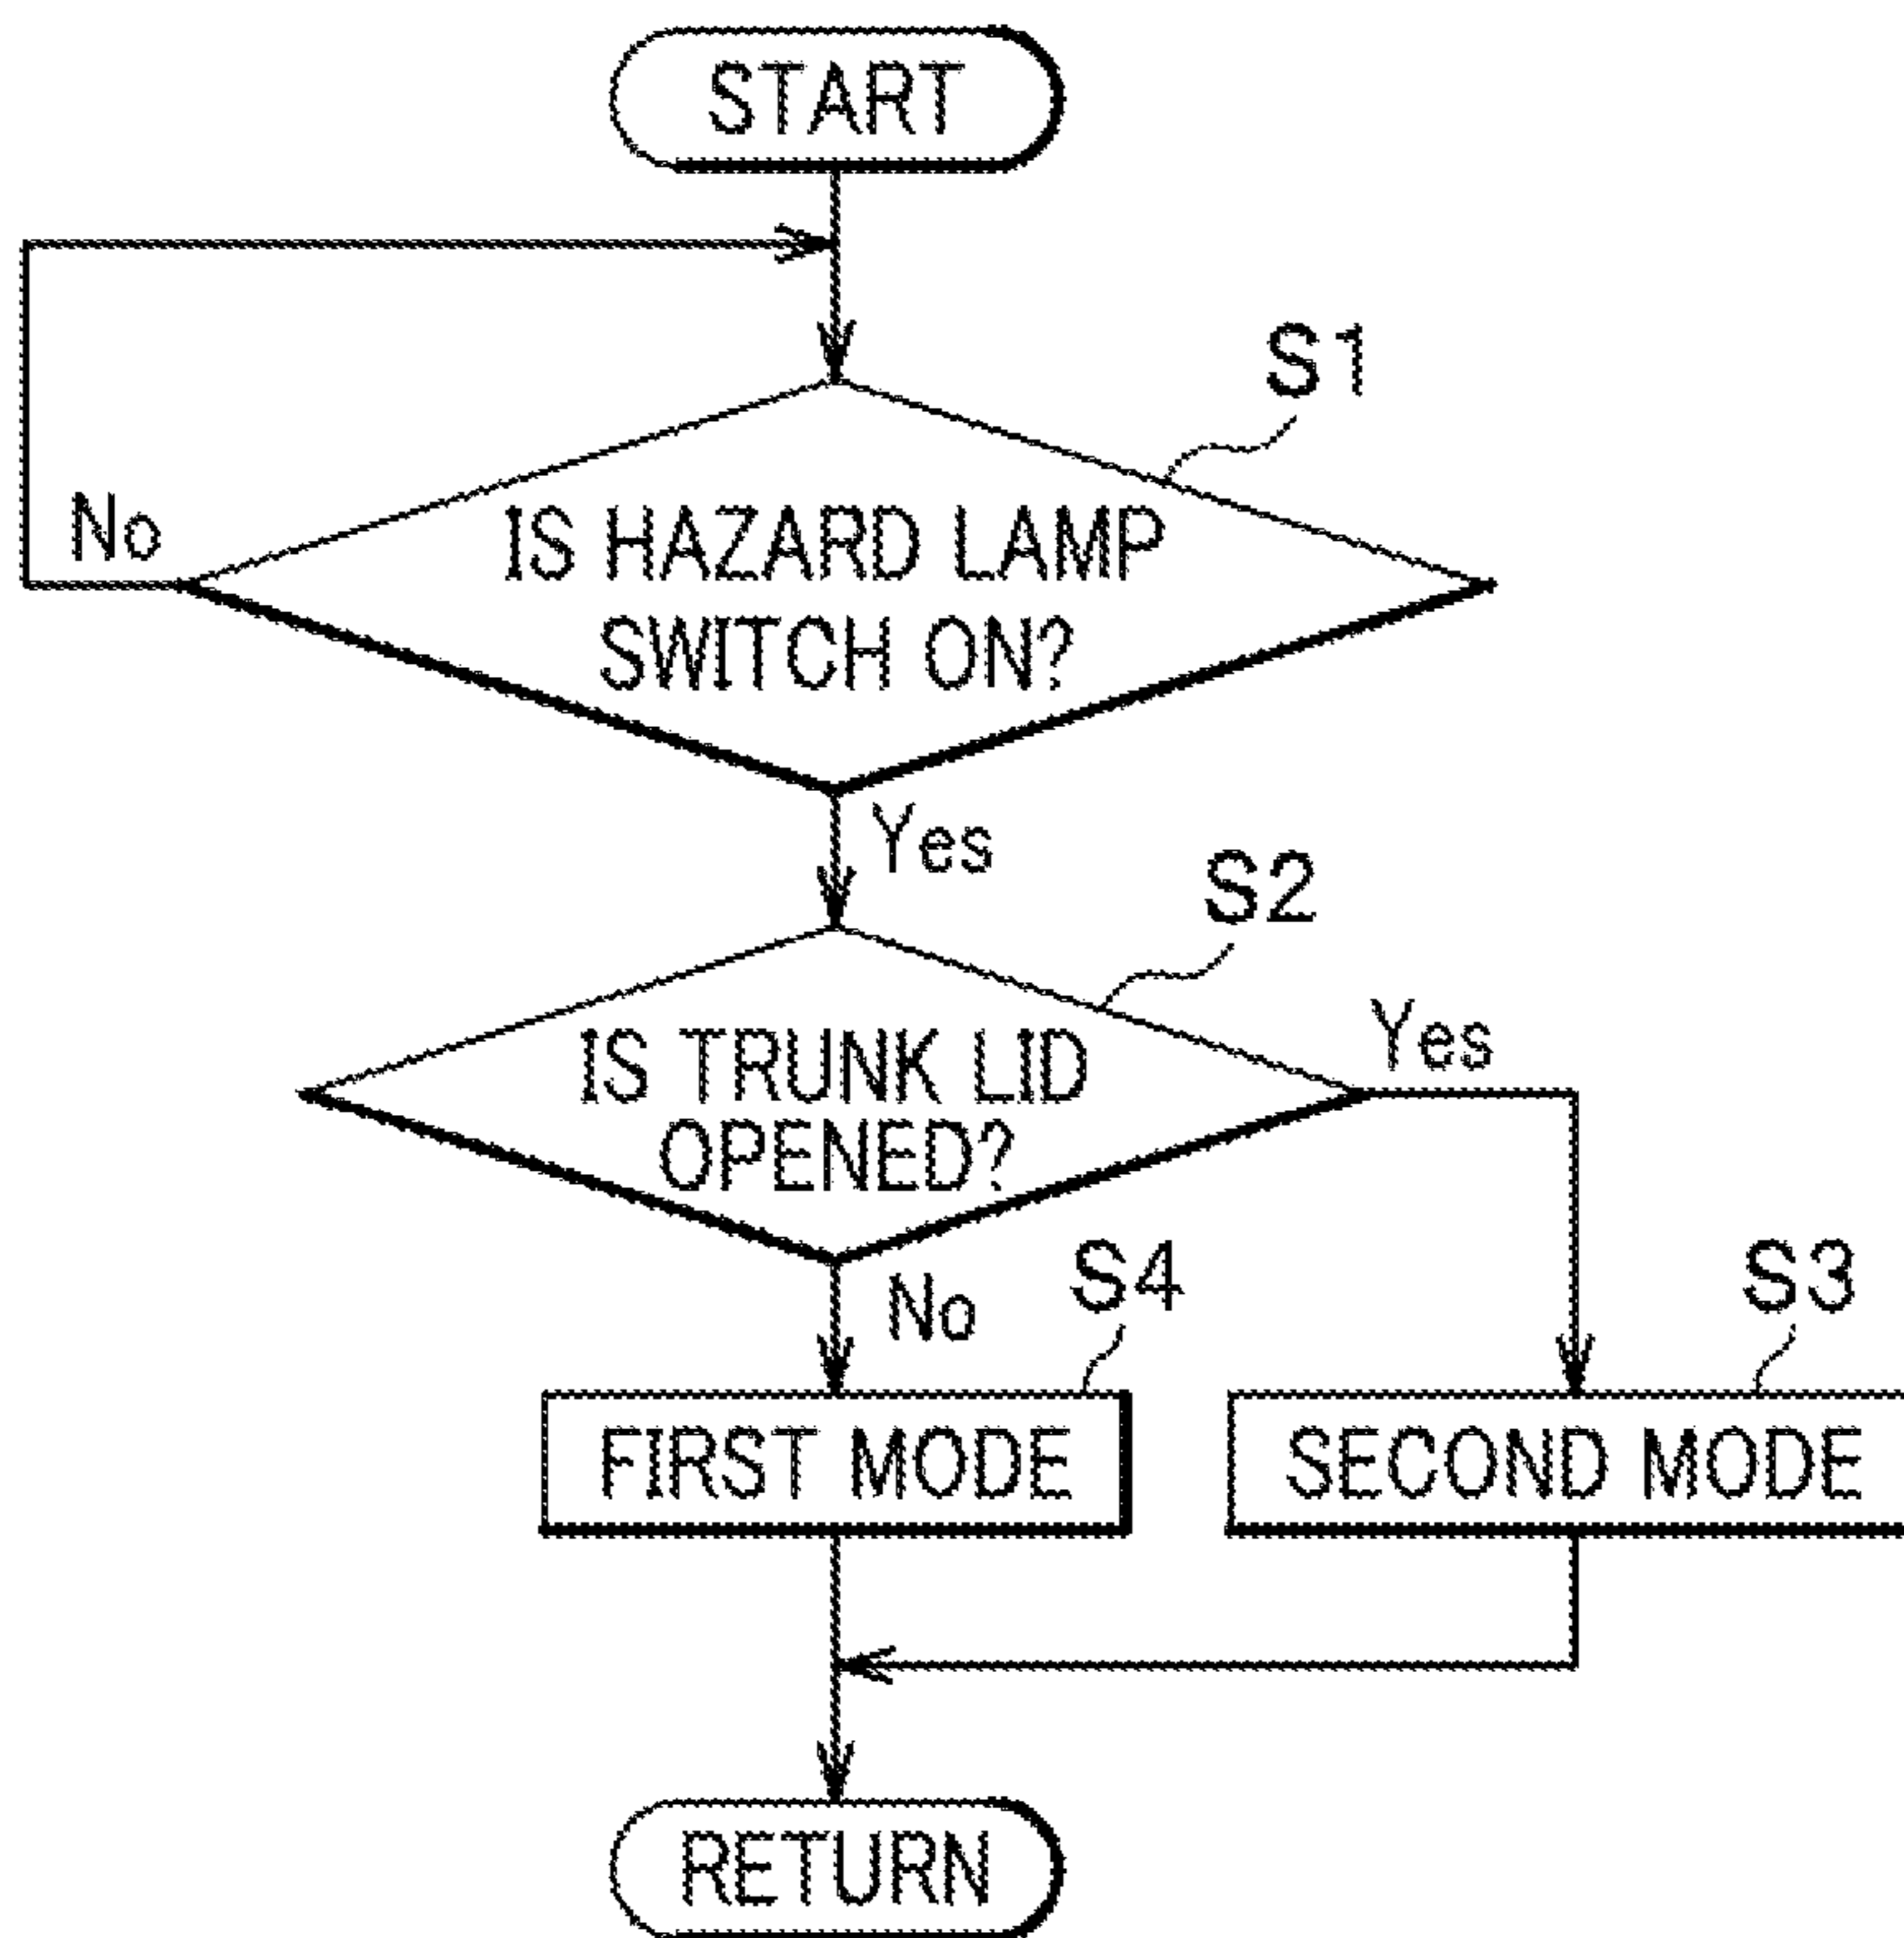 START
S1
No
IS HAZARD LAMP
SWITCH ON?
Yes
S2
Yes
IS TRUNK LID
OPENED?
No
S4
S3
FIRST MODE
SECOND MODE
RETURN